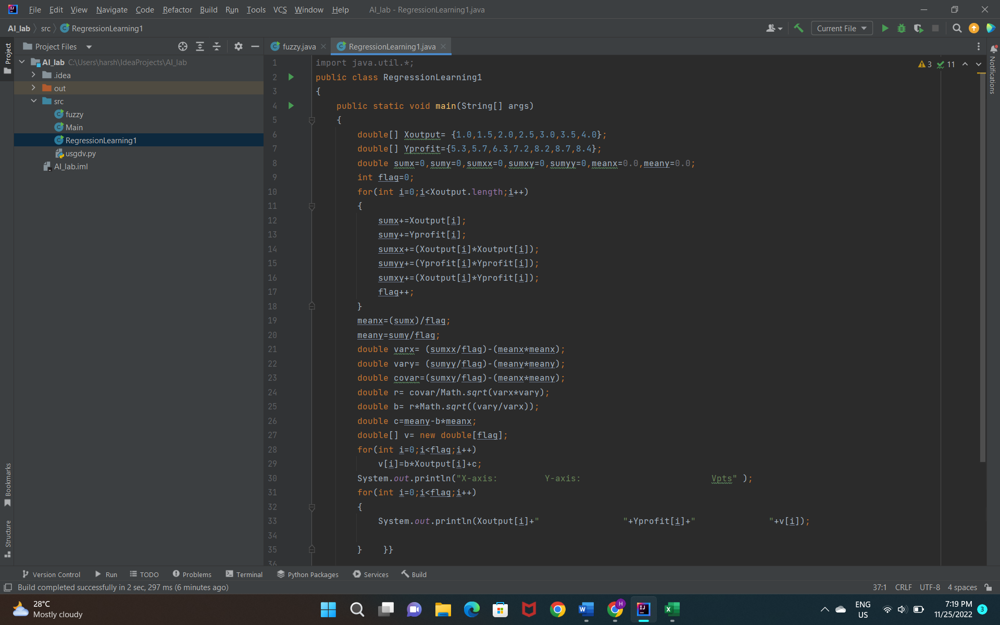 File Edit View Navigate Code Refactor Build Run Tools VCS Window Help AI_lab - RegressionLearning1.java
AI_lab src RegressionLearning1 Current File
Project Files fuzzy.java RegressionLearning1.java
Project
Notifications
Bookmarks
Structure
AI_lab C:\Users\harsh\IdeaProjects\AI_lab
.idea
out
src
fuzzy
Main
RegressionLearning1
usgdv.py
AI_lab.iml
3 11
1 import java.util.*;
2 public class RegressionLearning1
3 {
4 public static void main(String[] args)
5 {
6 double[] Xoutput= {1.0,1.5,2.0,2.5,3.0,3.5,4.0};
7 double[] Yprofit={5.3,5.7,6.3,7.2,8.2,8.7,8.4};
8 double sumx=0,sumy=0,sumxx=0,sumxy=0,sumyy=0,meanx=0.0,meany=0.0;
9 int flag=0;
10 for(int i=0;i<Xoutput.length;i++)
11 {
12 sumx+=Xoutput[i];
13 sumy+=Yprofit[i];
14 sumxx+=(Xoutput[i]*Xoutput[i]);
15 sumyy+=(Yprofit[i]*Yprofit[i]);
16 sumxy+=(Xoutput[i]*Yprofit[i]);
17 flag++;
18 }
19 meanx=(sumx)/flag;
20 meany=sumy/flag;
21 double varx= (sumxx/flag)-(meanx*meanx);
22 double vary= (sumyy/flag)-(meany*meany);
23 double covar=(sumxy/flag)-(meanx*meany);
24 double r= covar/Math.sqrt(varx*vary);
25 double b= r*Math.sqrt((vary/varx));
26 double c=meany-b*meanx;
27 double[] v= new double[flag];
28 for(int i=0;i<flag;i++)
29 v[i]=b*Xoutput[i]+c;
30 System.out.println("X-axis:         Y-axis:                         Vpts" );
31 for(int i=0;i<flag;i++)
32 {
33 System.out.println(Xoutput[i]+"                "+Yprofit[i]+"              "+v[i]);
34
35 }    }}
36
Version Control Run TODO Problems Terminal Python Packages Services Build
Build completed successfully in 2 sec, 297 ms (6 minutes ago) 37:1 CRLF UTF-8 4 spaces
28°C
Mostly cloudy
H
ENG
US
7:19 PM
11/25/2022
3